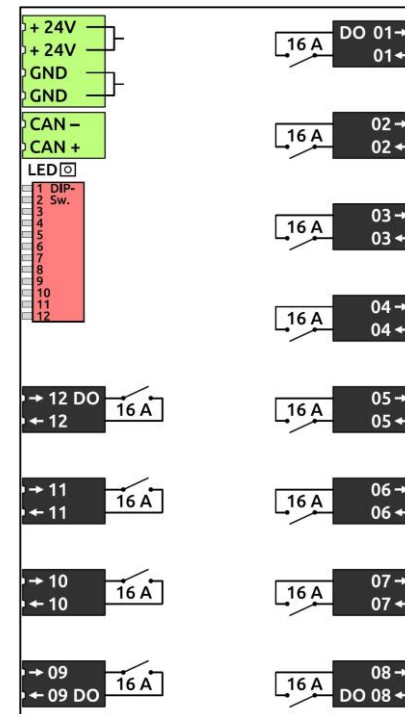 + 24V
+ 24V
GND
GND
CAN –
CAN +
LED
1 DIP-
2 Sw.
3
4
5
6
7
8
9
10
11
12
→ 12 DO
← 12
16 A
→ 11
← 11
16 A
→ 10
← 10
16 A
→ 09
← 09 DO
16 A
16 A
DO 01 →
01 ←
16 A
02 →
02 ←
16 A
03 →
03 ←
16 A
04 →
04 ←
16 A
05 →
05 ←
16 A
06 →
06 ←
16 A
07 →
07 ←
16 A
08 →
DO 08 ←